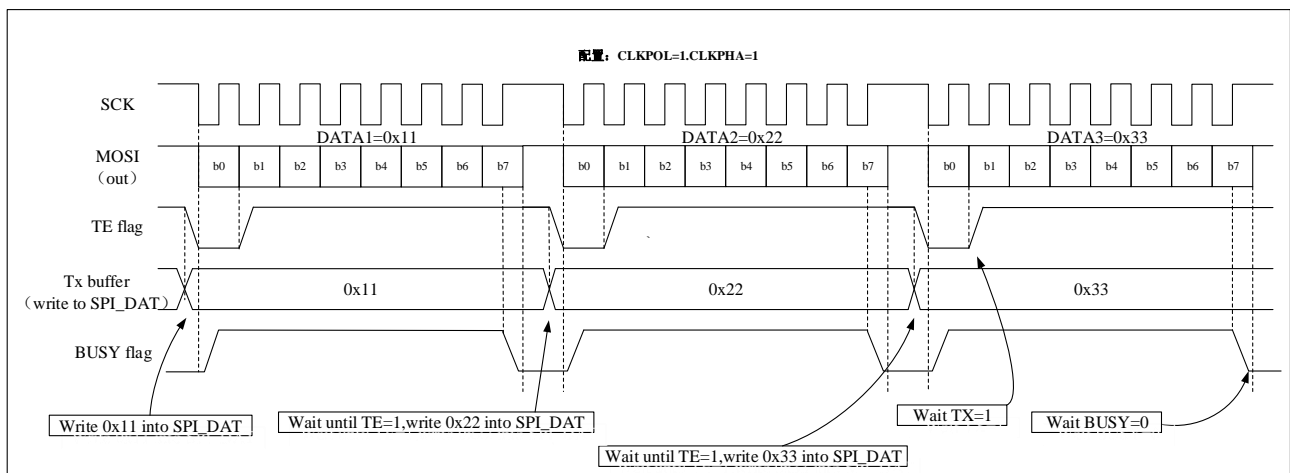 配置：CLKPOL=1.CLKPHA=1
SCK
DATA1=0x11 DATA2=0x22 DATA3=0x33
MOSI
（out）
b0 b1 b2 b3 b4 b5 b6 b7 b0 b1 b2 b3 b4 b5 b6 b7 b0 b1 b2 b3 b4 b5 b6 b7
TE flag
Tx buffer
（write to SPI_DAT）
0x11 0x22 0x33
BUSY flag
Write 0x11 into SPI_DAT
Wait until TE=1,write 0x22 into SPI_DAT
Wait TX=1
Wait BUSY=0
Wait until TE=1,write 0x33 into SPI_DAT